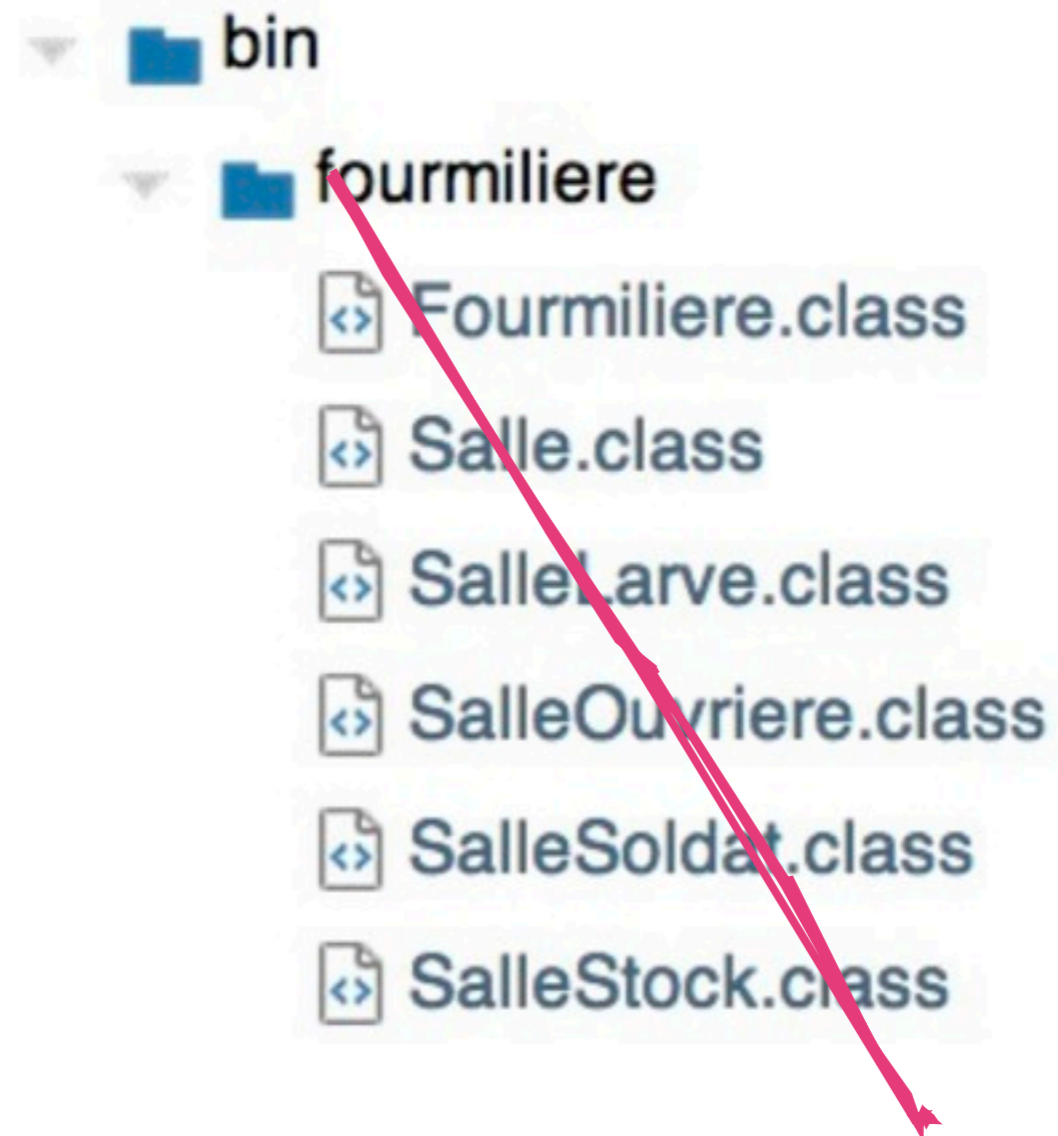 bin
fourmiliere
Fourmiliere.class
Salle.class
SalleLarve.class
SalleOuvriere.class
SalleSoldat.class
SalleStock.class